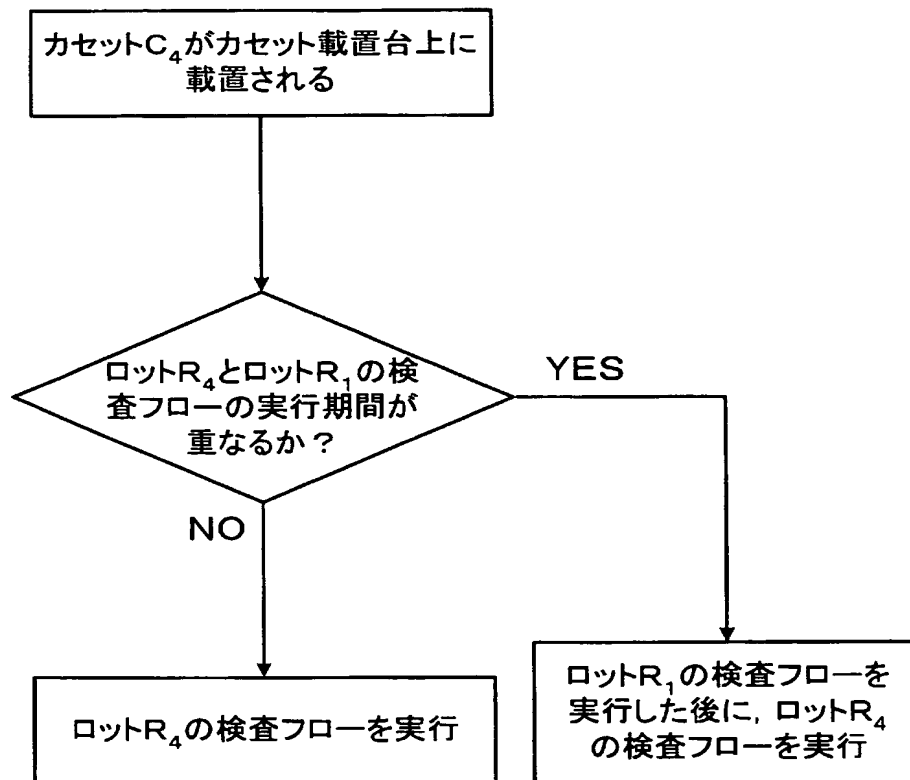 カセットC₄がカセット載置台上に
載置される
ロットR₄とロットR₁の検
査フローの実行期間が
重なるか？
YES
NO
ロットR₄の検査フローを実行
ロットR₁の検査フローを
実行した後に，ロットR₄
の検査フローを実行